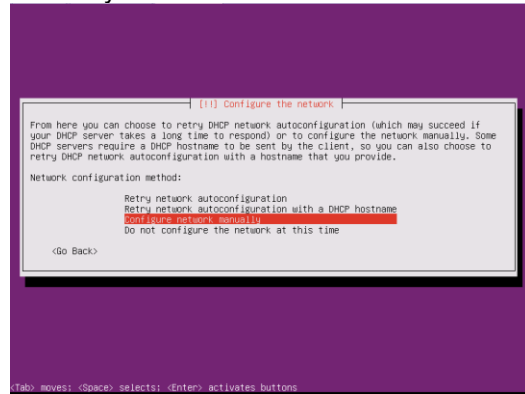 [!!] Configure the network
From here you can choose to retry DHCP network autoconfiguration (which may succeed if
your DHCP server takes a long time to respond) or to configure the network manually. Some
DHCP servers require a DHCP hostname to be sent by the client, so you can also choose to
retry DHCP network autoconfiguration with a hostname that you provide.
Network configuration method:
Retry network autoconfiguration
Retry network autoconfiguration with a DHCP hostname
Configure network manually
Do not configure the network at this time
<Go Back>
<Tab> moves; <Space> selects; <Enter> activates buttons